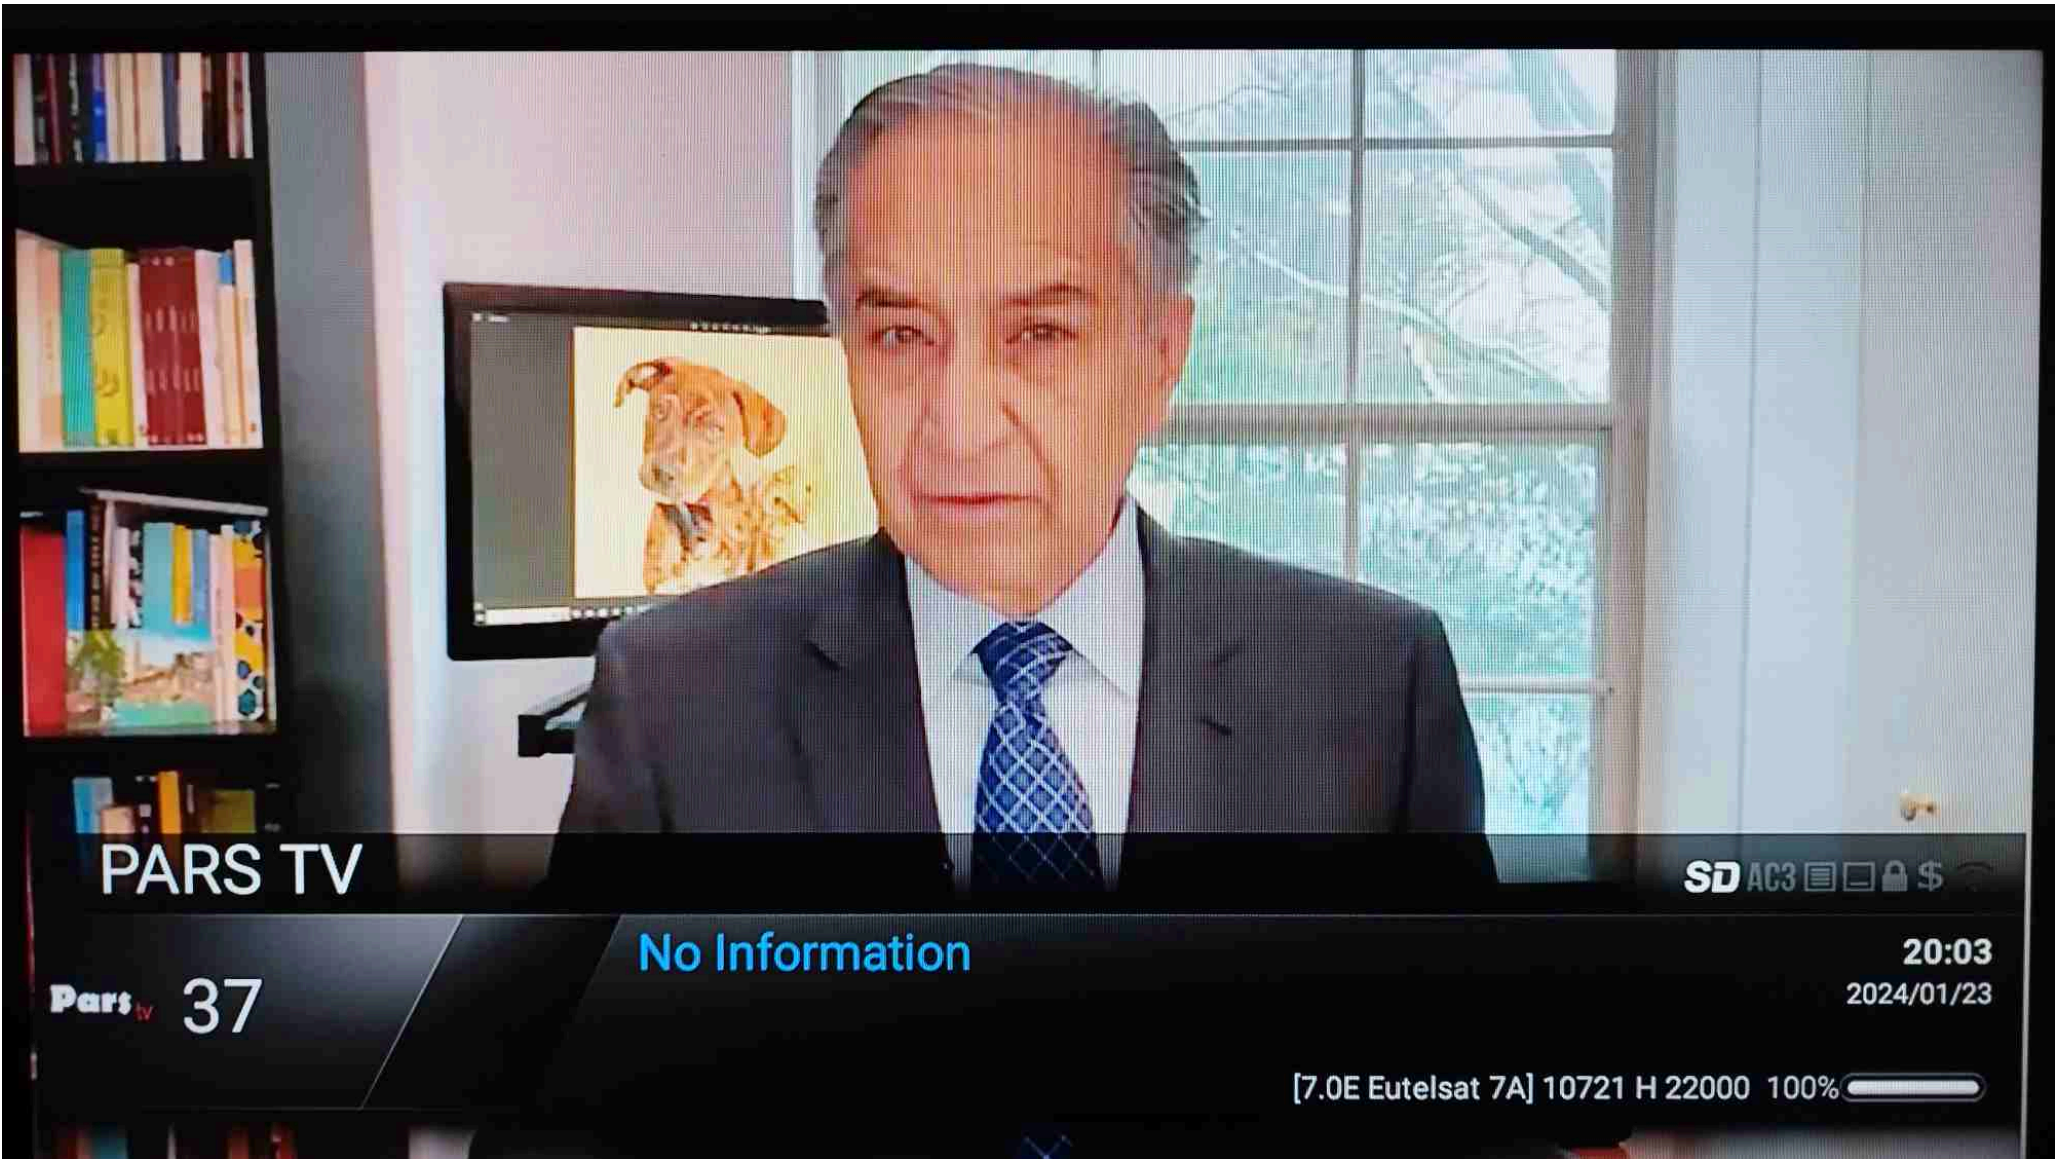 PARS TV
SD AC3 $
Pars tv 37
No Information
20:03
2024/01/23
[7.0E Eutelsat 7A] 10721 H 22000 100%